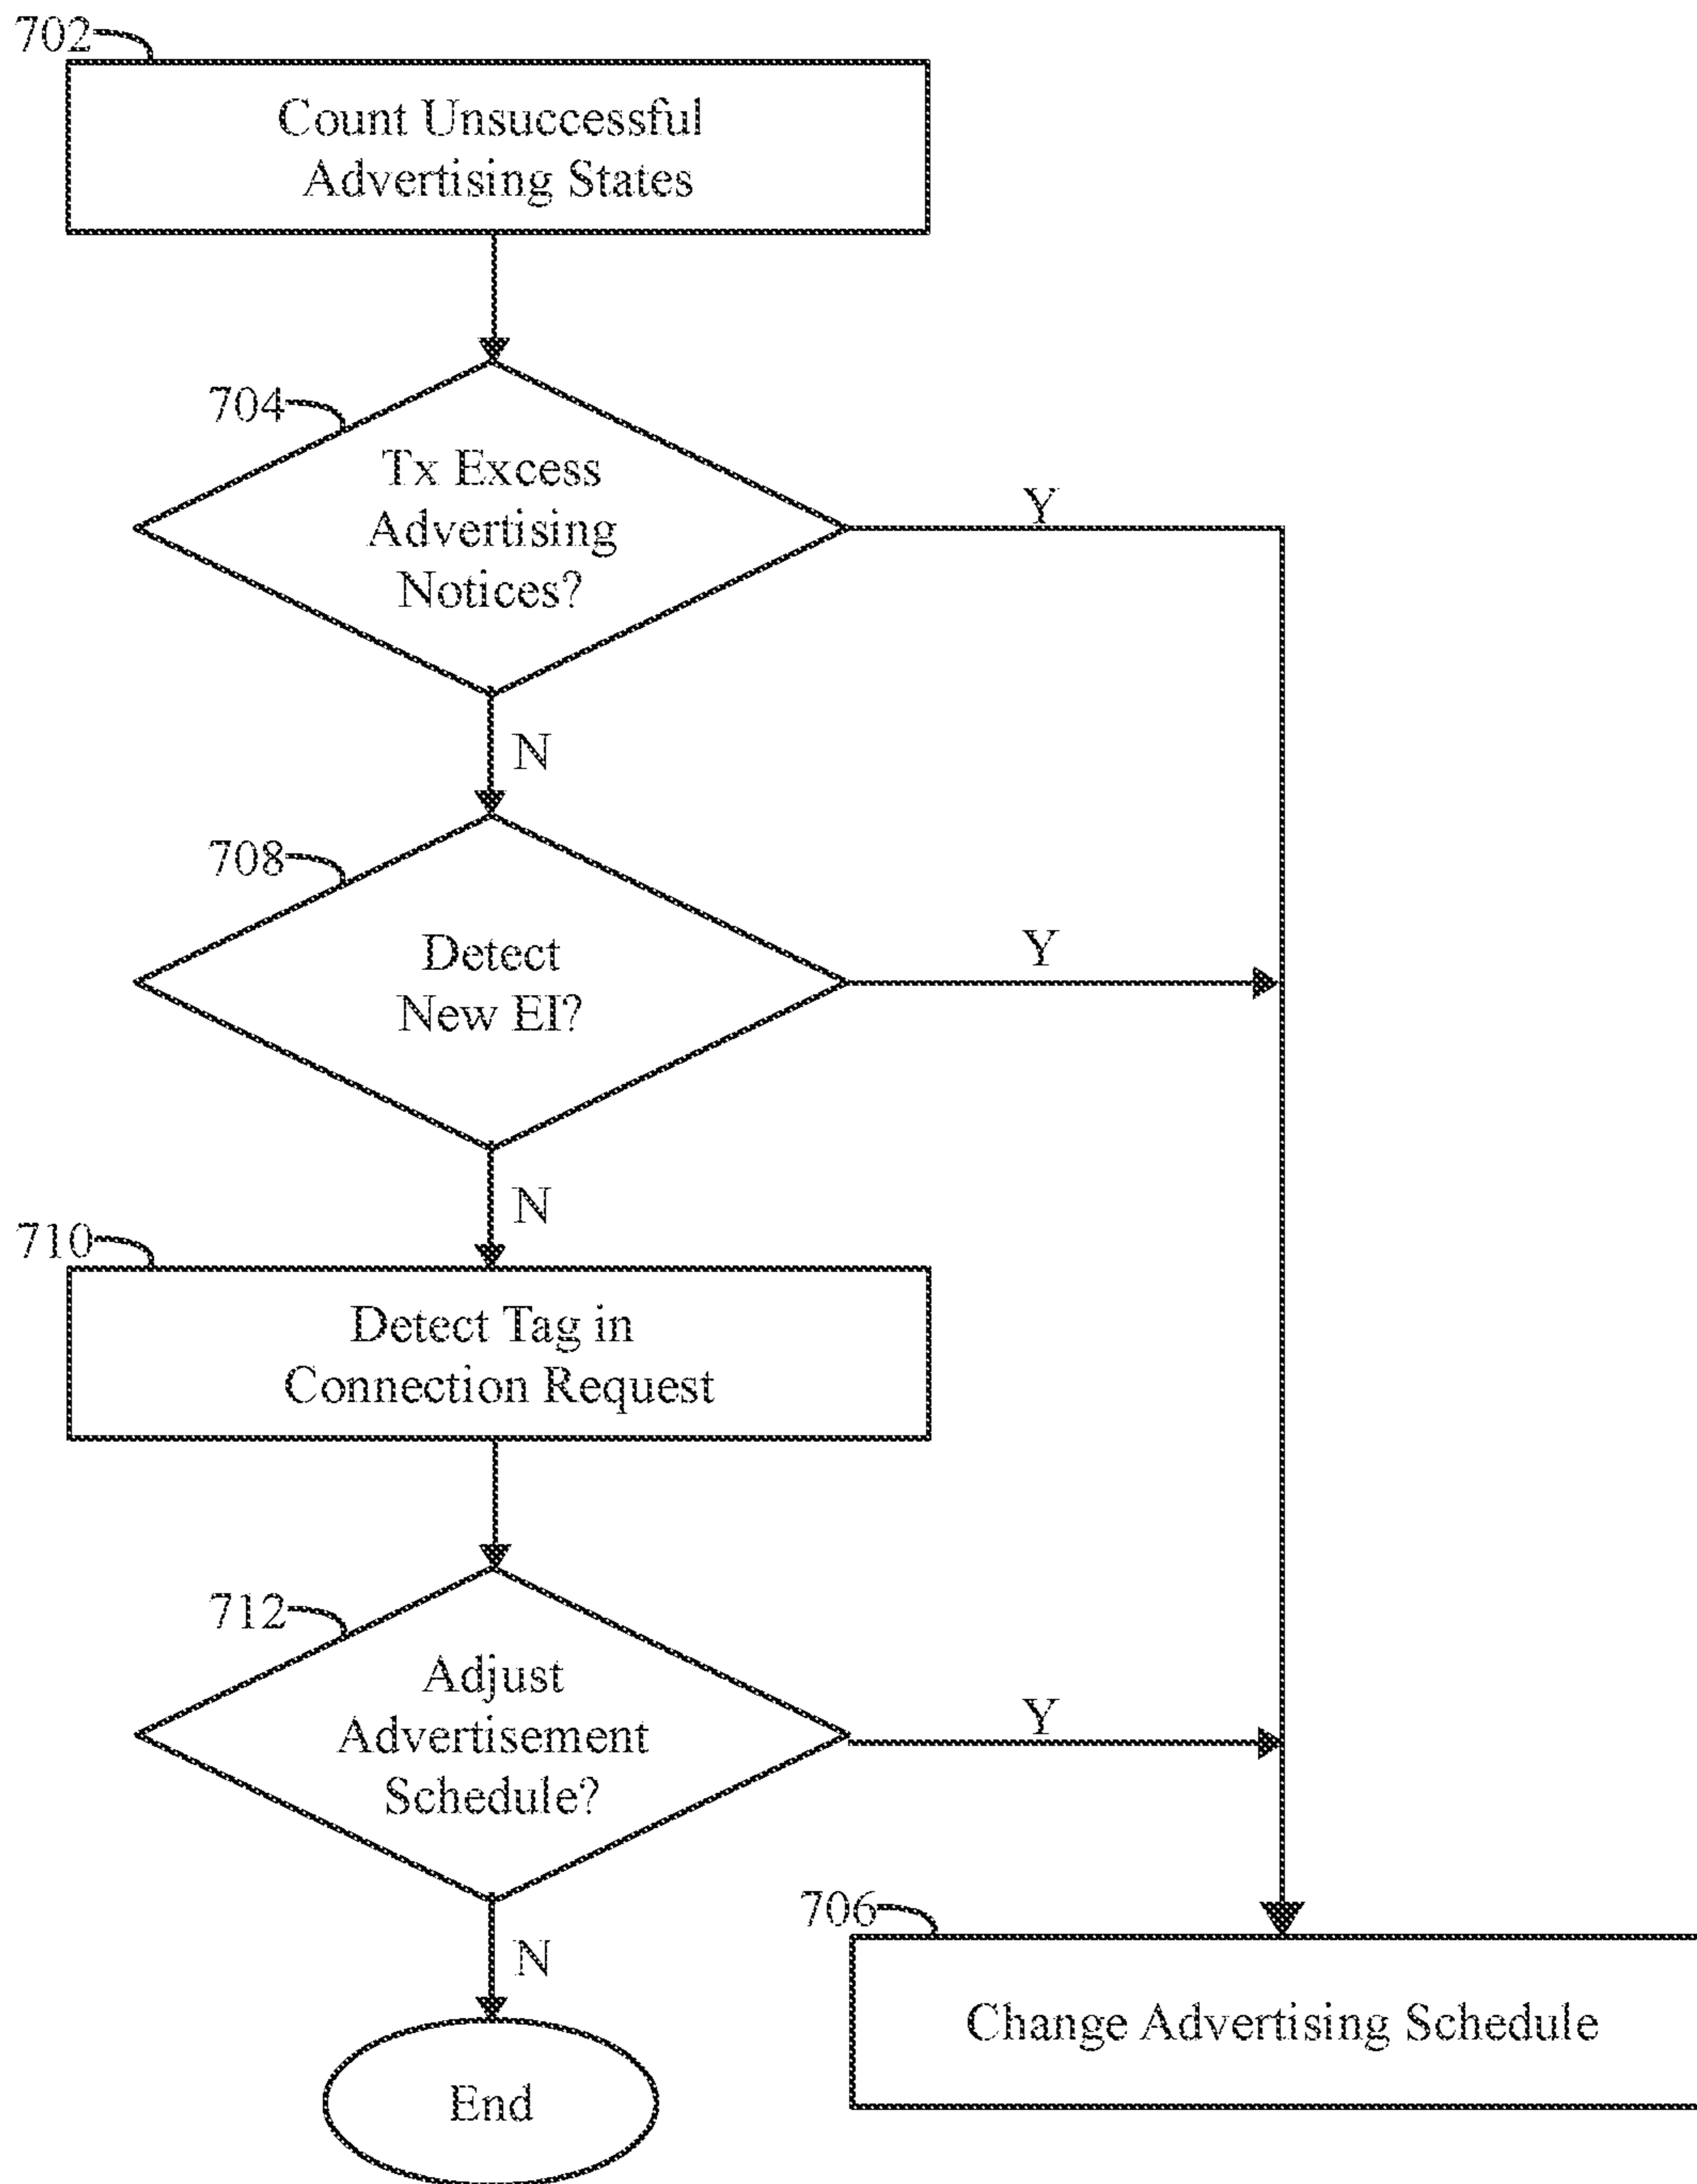 702
Count Unsuccessful
Advertising States
704
Tx Excess
Advertising
Notices?
Y
N
708
Detect
New EI?
Y
N
710
Detect Tag in
Connection Request
712
Adjust
Advertisement
Schedule?
Y
N
706
Change Advertising Schedule
End